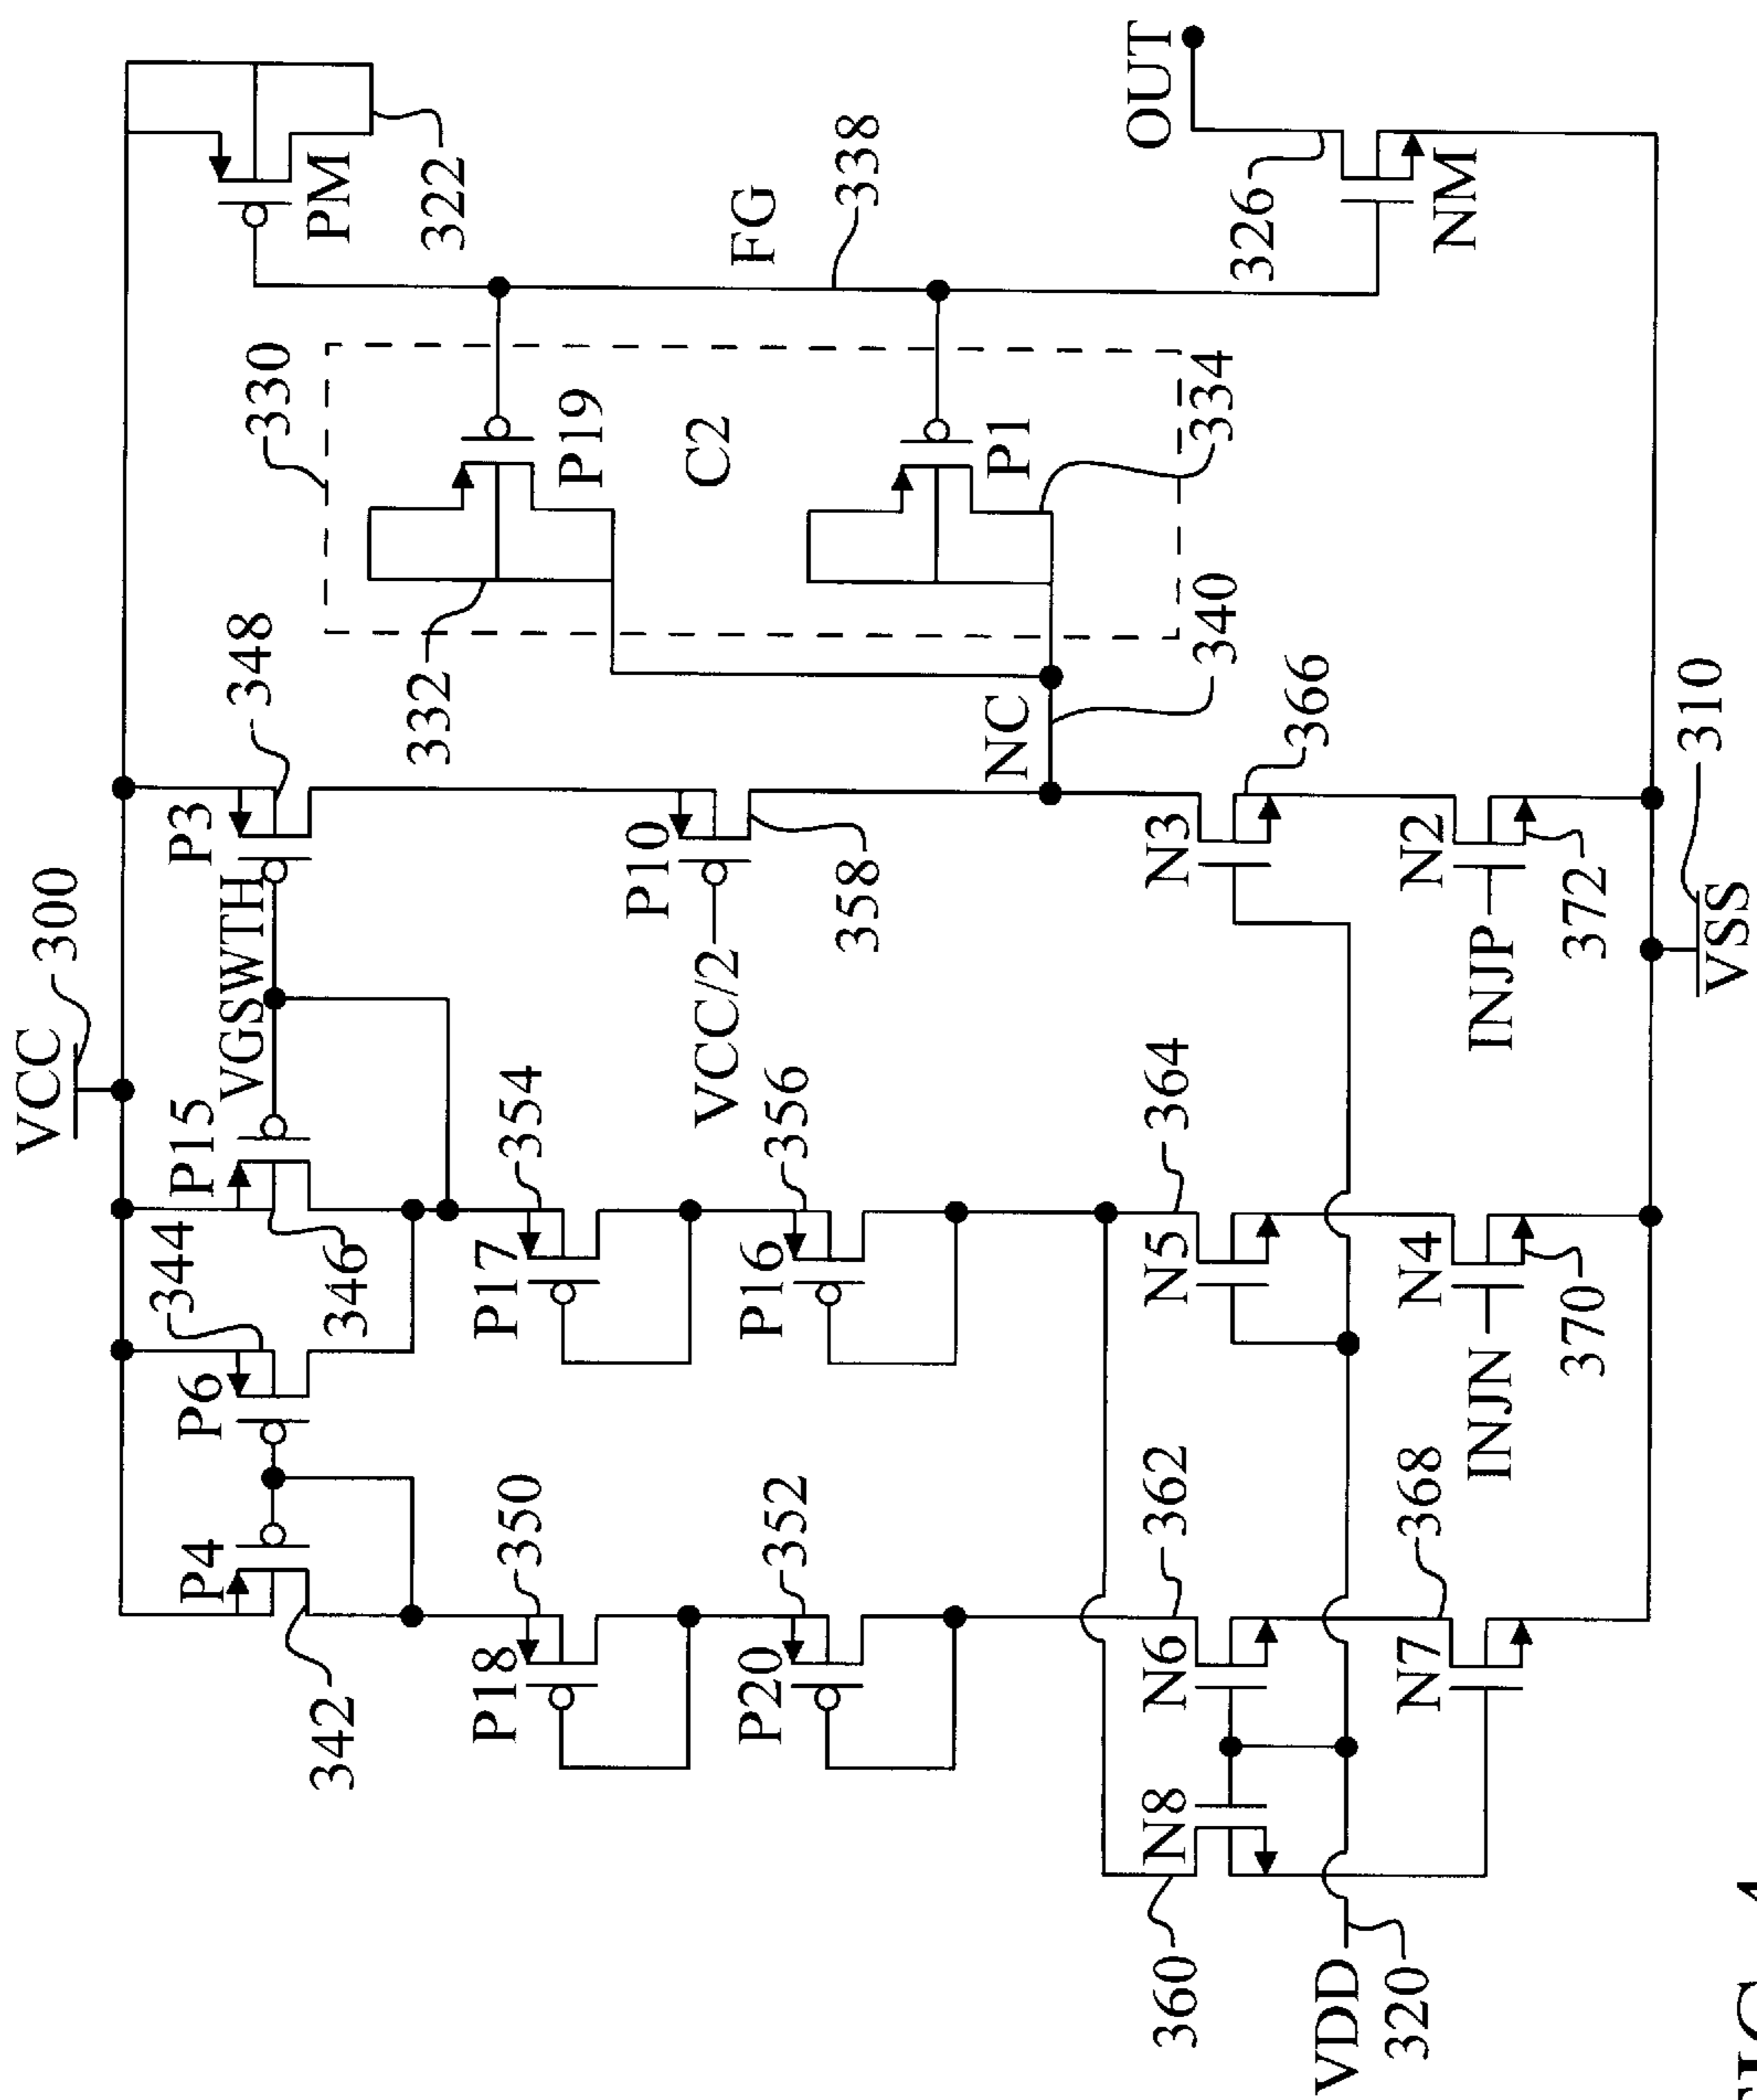 VCC
300
PM
322
P4
P6
344
P15
346
VGSWTH
P3
348
342
330
FG
338
P18
350
P17
354
P10
358
VCC/2
332
P19
C2
P20
352
P16
356
P1
334
NC
340
OUT
326
NM
360
N8
N6
362
N5
364
N3
366
VDD
320
N7
368
INJN
N4
370
INJP
N2
372
VSS
310